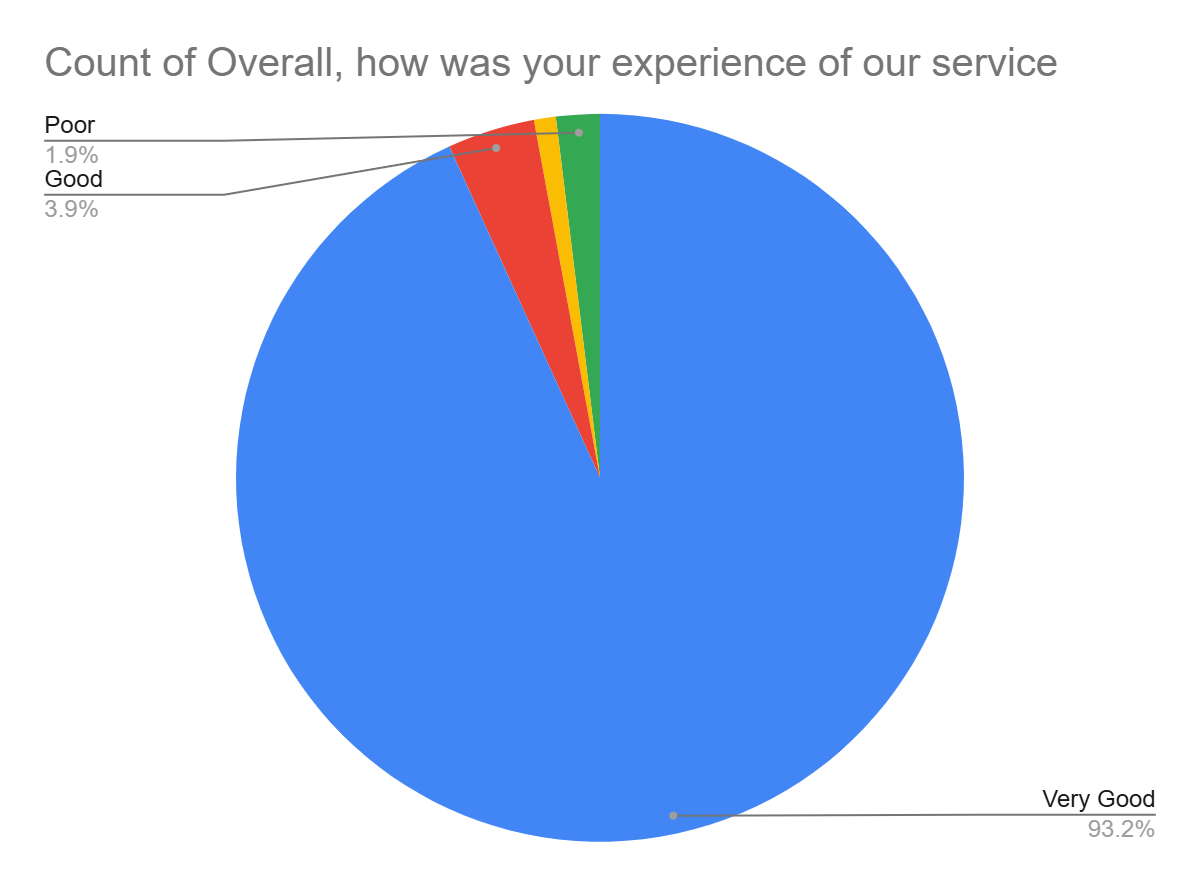 Count of Overall, how was your experience of our service
Poor
1.9%
Good
3.9%
Very Good
93.2%